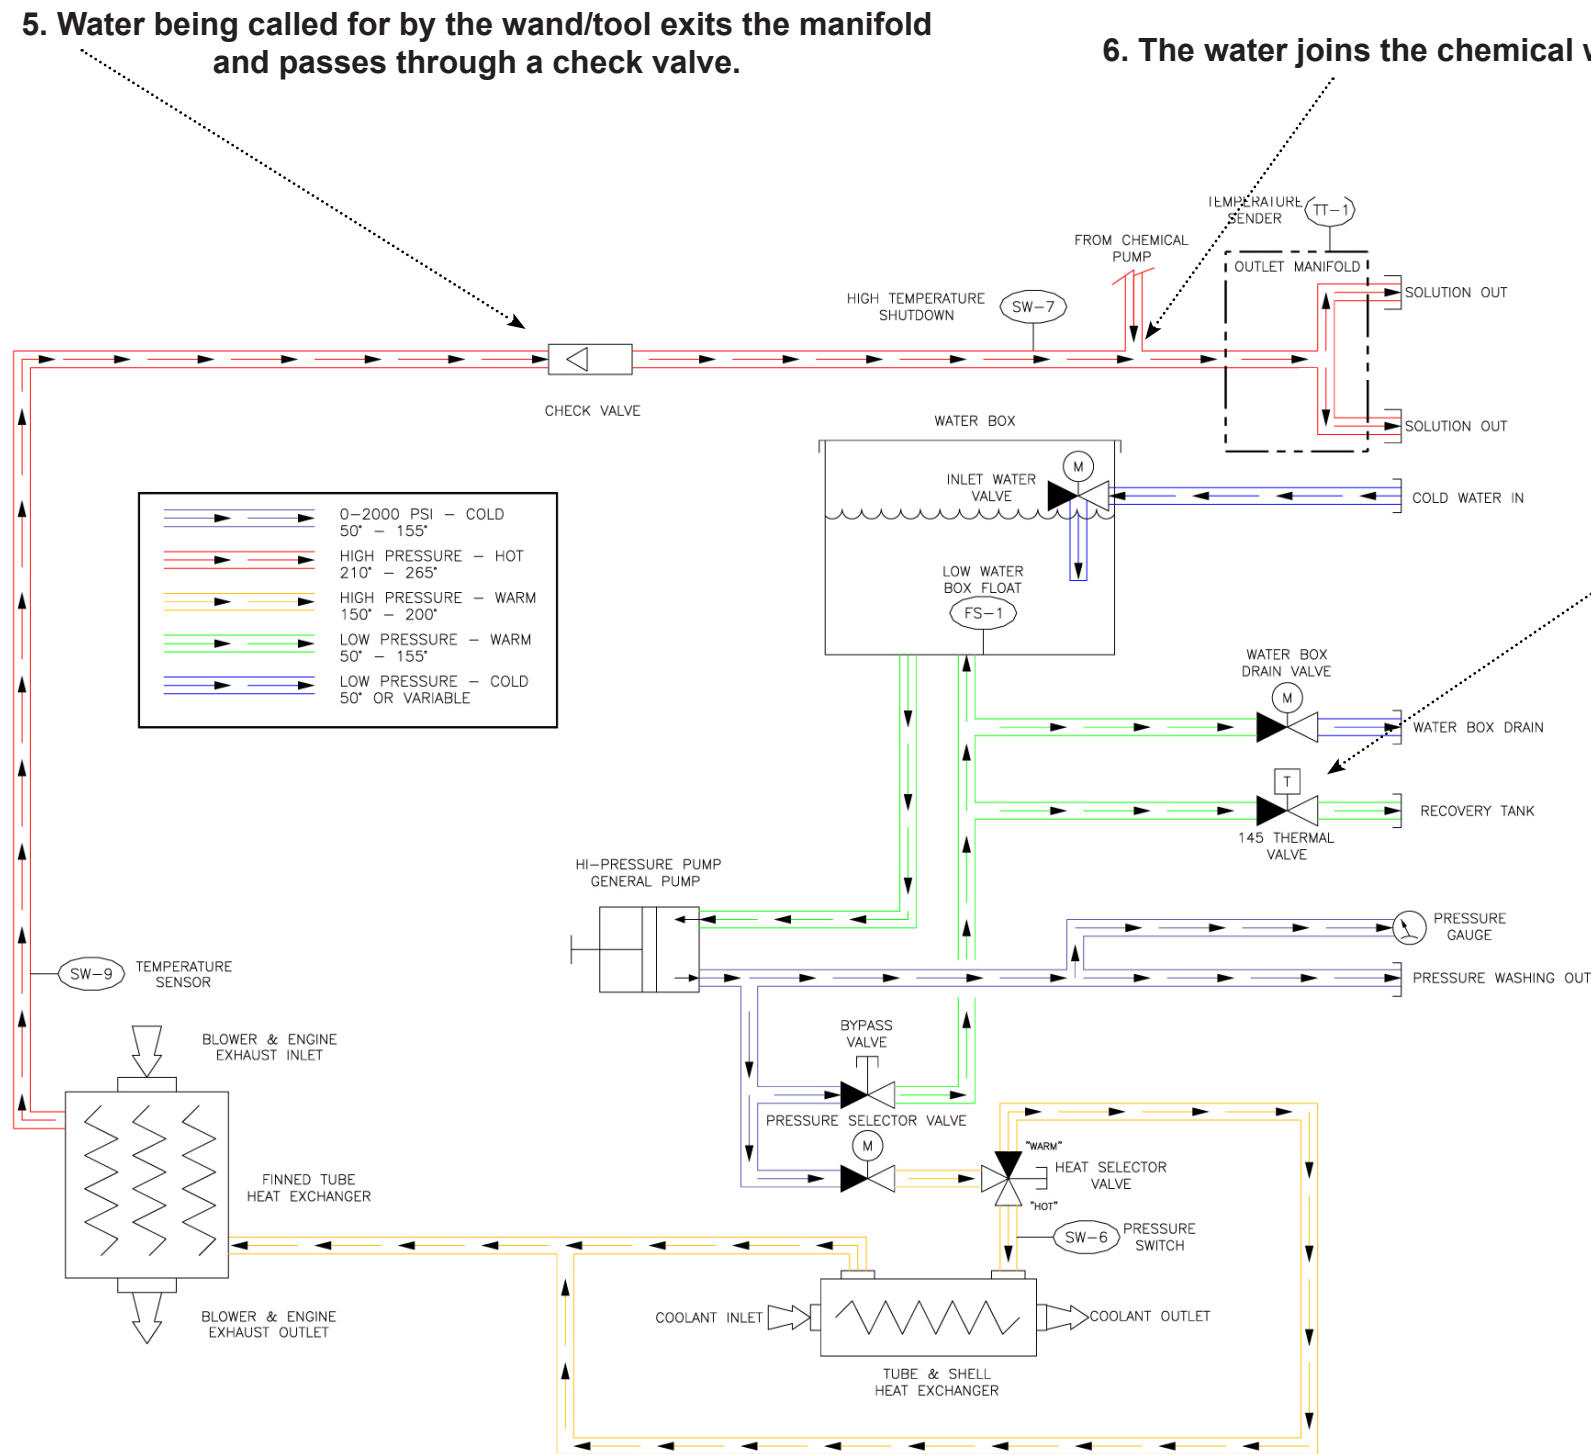 5. Water being called for by the wand/tool exits the manifold
and passes through a check valve.
6. The water joins the chemical
TEMPERATURE
SENDER
TT-1
FROM CHEMICAL
PUMP
OUTLET MANIFOLD
HIGH TEMPERATURE
SHUTDOWN
SW-7
SOLUTION OUT
CHECK VALVE
WATER BOX
SOLUTION OUT
M
INLET WATER
VALVE
COLD WATER IN
0-2000 PSI - COLD
50° - 155°
HIGH PRESSURE - HOT
210° - 265°
HIGH PRESSURE - WARM
150° - 200°
LOW PRESSURE - WARM
50° - 155°
LOW PRESSURE - COLD
50° OR VARIABLE
LOW WATER
BOX FLOAT
FS-1
WATER BOX
DRAIN VALVE
M
WATER BOX DRAIN
T
RECOVERY TANK
145 THERMAL
VALVE
HI-PRESSURE PUMP
GENERAL PUMP
PRESSURE
GAUGE
SW-9
TEMPERATURE
SENSOR
PRESSURE WASHING OUT
BLOWER & ENGINE
EXHAUST INLET
BYPASS
VALVE
PRESSURE SELECTOR VALVE
M
"WARM"
HEAT SELECTOR
VALVE
"HOT"
FINNED TUBE
HEAT EXCHANGER
SW-6
PRESSURE
SWITCH
BLOWER & ENGINE
EXHAUST OUTLET
COOLANT INLET
COOLANT OUTLET
TUBE & SHELL
HEAT EXCHANGER